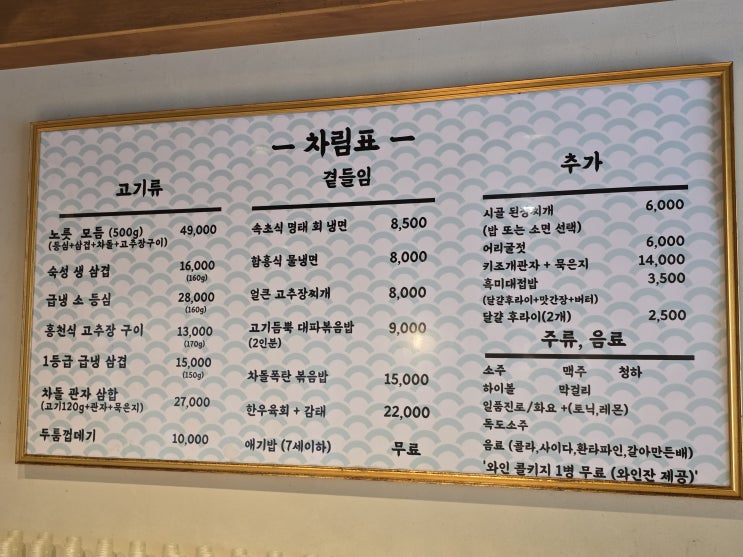 — 차림표 —
고기류
노릇 모듬 (500g) 49,000
(등심+삼겹+차돌+고추장구이)
숙성 생 삼겹 16,000
(160g)
급냉 소 등심 28,000
(160g)
홍천식 고추장 구이 13,000
(170g)
1등급 급냉 삼겹 15,000
(150g)
차돌 관자 삼합 27,000
(고기120g+관자+묵은지)
두툼껍데기 10,000
곁들임
속초식 명태 회 냉면 8,500
함흥식 물냉면 8,000
얼큰 고추장찌개 8,000
고기듬뿍 대파볶음밥 9,000
(2인분)
차돌폭탄 볶음밥 15,000
한우육회 + 감태 22,000
애기밥 (7세이하) 무료
추가
시골 된장찌개 6,000
(밥 또는 소면 선택)
어리굴젓 6,000
키조개관자 + 묵은지 14,000
흑미대접밥 3,500
(달걀후라이+맛간장+버터)
달걀 후라이(2개) 2,500
주류, 음료
소주 맥주 청하
하이볼 막걸리
일품진로/화요 +(토닉,레몬)
독도소주
음료 (콜라,사이다,환타파인,갈아만든배)
'와인 콜키지 1병 무료 (와인잔 제공)'